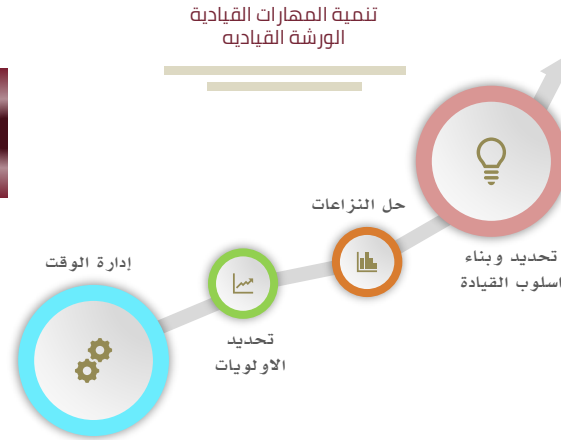 تنمية المهارات القيادية
الورشة القياديه
حل النزاعات
إدارة الوقت
تحديد وبناء
اسلوب القيادة
تحديد
الاولويات